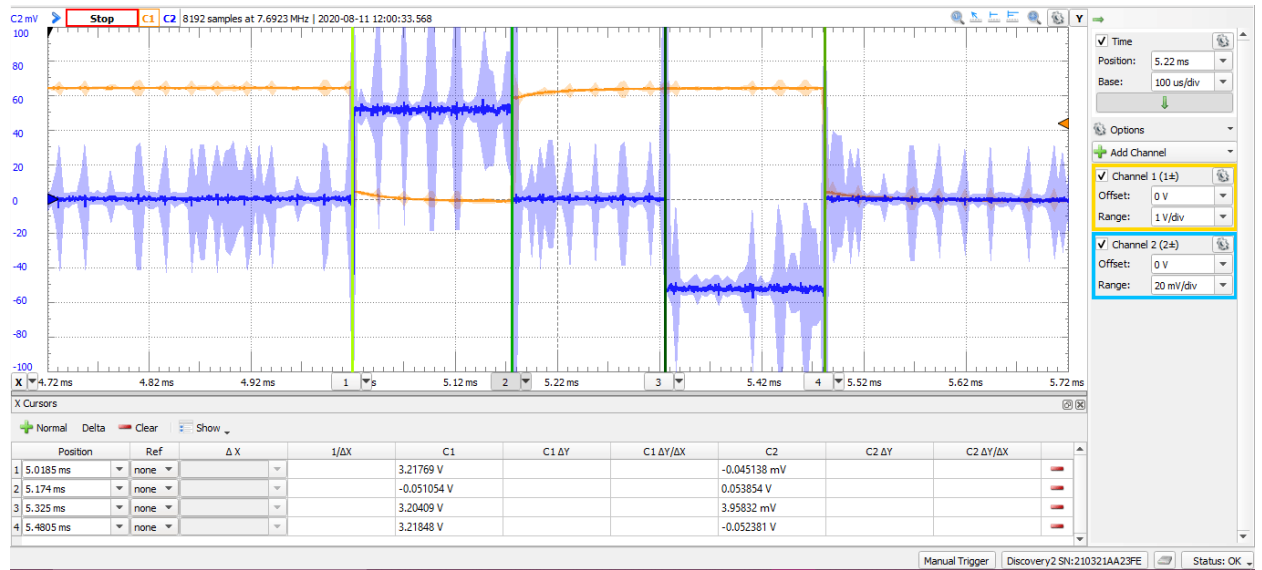 C2 mV Stop C1 C2 8192 samples at 7.6923 MHz | 2020-08-11 12:00:33.568 Y
100
80
60
40
20
0
-20
-40
-60
-80
-100
X 4.72 ms 4.82 ms 4.92 ms 1 s 5.12 ms 2 5.22 ms 3 5.42 ms 4 5.52 ms 5.62 ms 5.72 ms
Time
Position: 5.22 ms
Base: 100 us/div
Options
Add Channel
Channel 1 (1±)
Offset: 0 V
Range: 1 V/div
Channel 2 (2±)
Offset: 0 V
Range: 20 mV/div
X Cursors
Normal Delta Clear Show
Position Ref Δ X 1/ΔX C1 C1 ΔY C1 ΔY/ΔX C2 C2 ΔY C2 ΔY/ΔX
1 5.0185 ms none 3.21769 V -0.045138 mV
2 5.174 ms none -0.051054 V 0.053854 V
3 5.325 ms none 3.20409 V 3.95832 mV
4 5.4805 ms none 3.21848 V -0.052381 V
Manual Trigger Discovery2 SN:210321AA23FE Status: OK